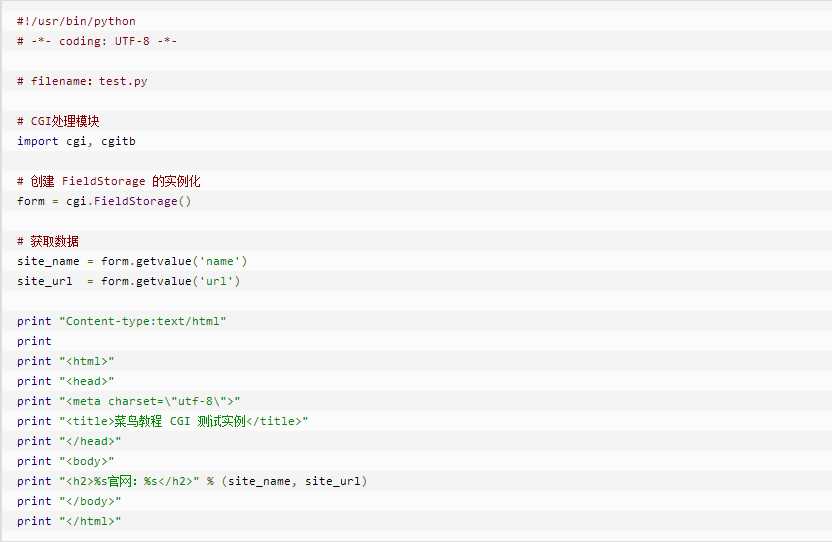 #!/usr/bin/python
# -*- coding: UTF-8 -*-
# filename: test.py
# CGI处理模块
import cgi, cgitb
# 创建 FieldStorage 的实例化
form = cgi.FieldStorage()
# 获取数据
site_name = form.getvalue('name')
site_url  = form.getvalue('url')
print "Content-type:text/html"
print
print "<html>"
print "<head>"
print "<meta charset=\"utf-8\">"
print "<title>菜鸟教程 CGI 测试实例</title>"
print "</head>"
print "<body>"
print "<h2>%s官网：%s</h2>" % (site_name, site_url)
print "</body>"
print "</html>"